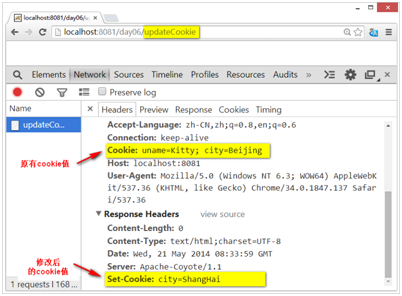 localhost:8081/day06/updateCookie
Elements Network Sources Timeline Profiles Resources Audits »
Preserve log
Name
Headers Preview Response Cookies Timing
updateCo...
Accept-Language: zh-CN,zh;q=0.8,en;q=0.6
Connection: keep-alive
Cookie: uname=Kitty; city=Beijing
原有cookie值
Host: localhost:8081
User-Agent: Mozilla/5.0 (Windows NT 6.3; WOW64) AppleWebK
it/537.36 (KHTML, like Gecko) Chrome/34.0.1847.137 Safar
i/537.36
Response Headers view source
Content-Length: 0
Content-Type: text/html;charset=UTF-8
Date: Wed, 21 May 2014 08:33:59 GMT
修改后
的cookie值
Server: Apache-Coyote/1.1
Set-Cookie: city=ShangHai
1 requests | 168 ...